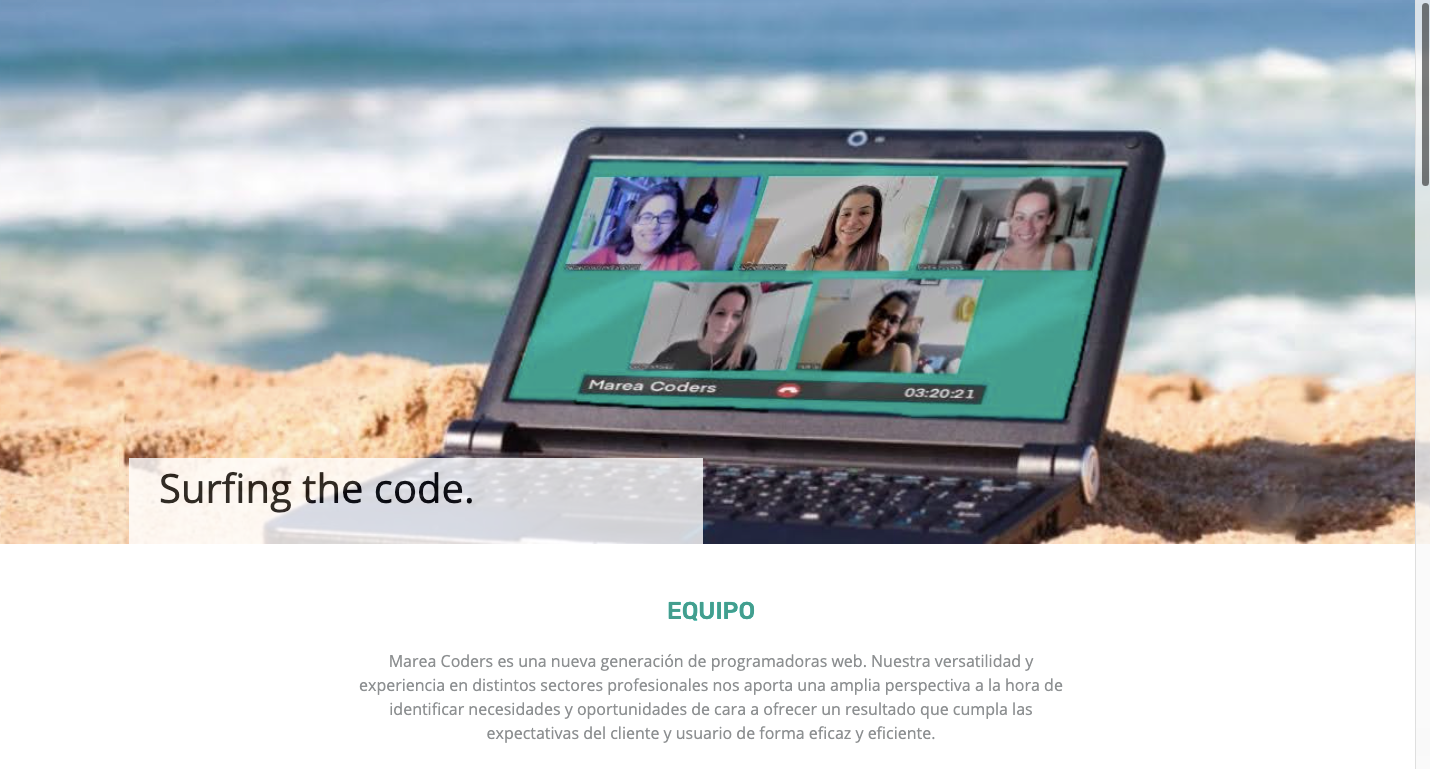 Marea Coders
03:20:21
Surfing the code.
EQUIPO
Marea Coders es una nueva generación de programadoras web. Nuestra versatilidad y
experiencia en distintos sectores profesionales nos aporta una amplia perspectiva a la hora de
identificar necesidades y oportunidades de cara a ofrecer un resultado que cumpla las
expectativas del cliente y usuario de forma eficaz y eficiente.